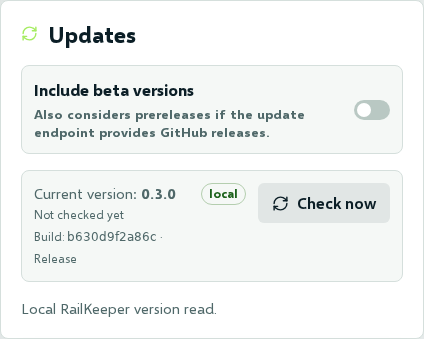 Updates
Include beta versions
Also considers prereleases if the update
endpoint provides GitHub releases.
Current version: 0.3.0
local
Check now
Not checked yet
Build: b630d9f2a86c ·
Release
Local RailKeeper version read.